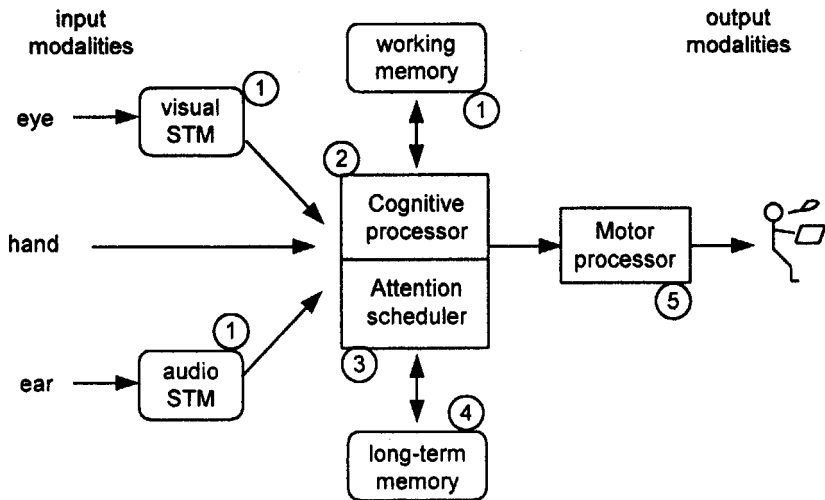 input
modalities
output
modalities
working
memory
1
1
visual
STM
eye
2
Cognitive
processor
hand
Motor
processor
5
Attention
scheduler
3
1
audio
STM
ear
4
long-term
memory